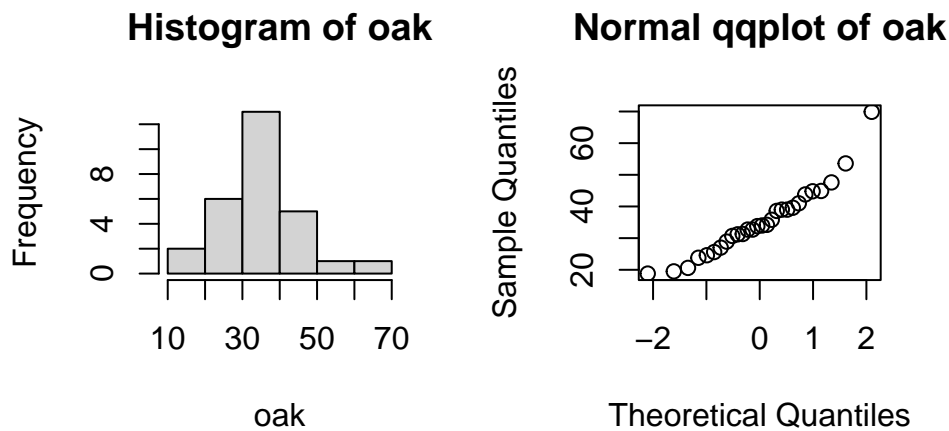 Histogram of oak
Frequency
0 4 8
10 30 50 70
oak
Normal qqplot of oak
Sample Quantiles
20 40 60
−2 0 1 2
Theoretical Quantiles